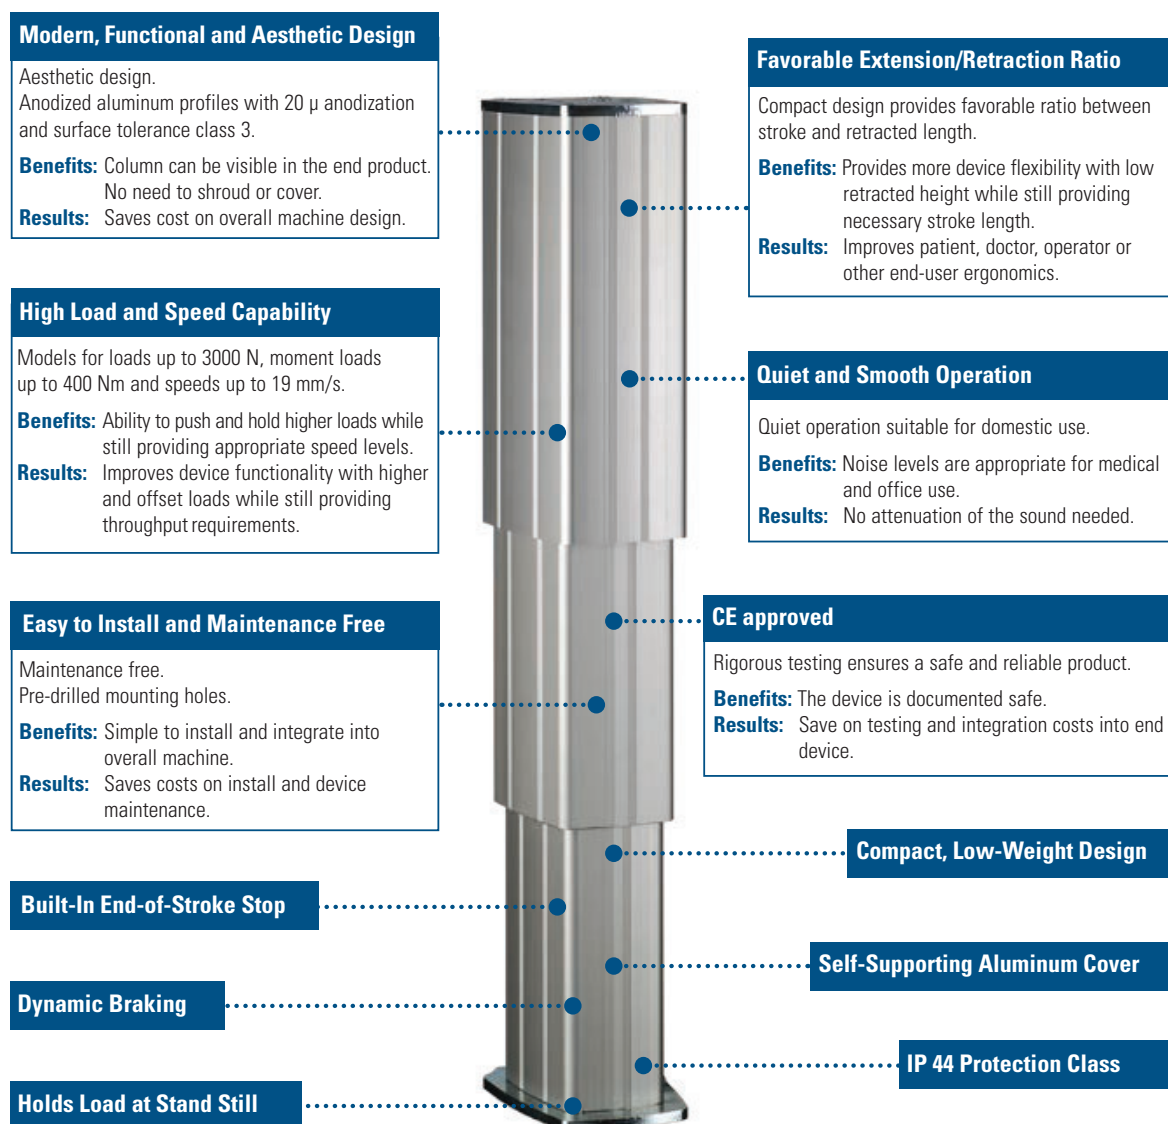 Modern, Functional and Aesthetic Design
Aesthetic design.
Anodized aluminum profiles with 20 µ anodization
and surface tolerance class 3.
Benefits: Column can be visible in the end product.
No need to shroud or cover.
Results: Saves cost on overall machine design.
High Load and Speed Capability
Models for loads up to 3000 N, moment loads
up to 400 Nm and speeds up to 19 mm/s.
Benefits: Ability to push and hold higher loads while
still providing appropriate speed levels.
Results: Improves device functionality with higher
and offset loads while still providing
throughput requirements.
Easy to Install and Maintenance Free
Maintenance free.
Pre-drilled mounting holes.
Benefits: Simple to install and integrate into
overall machine.
Results: Saves costs on install and device
maintenance.
Built-In End-of-Stroke Stop
Dynamic Braking
Holds Load at Stand Still
Favorable Extension/Retraction Ratio
Compact design provides favorable ratio between
stroke and retracted length.
Benefits: Provides more device flexibility with low
retracted height while still providing
necessary stroke length.
Results: Improves patient, doctor, operator or
other end-user ergonomics.
Quiet and Smooth Operation
Quiet operation suitable for domestic use.
Benefits: Noise levels are appropriate for medical
and office use.
Results: No attenuation of the sound needed.
CE approved
Rigorous testing ensures a safe and reliable product.
Benefits: The device is documented safe.
Results: Save on testing and integration costs into end
device.
Compact, Low-Weight Design
Self-Supporting Aluminum Cover
IP 44 Protection Class